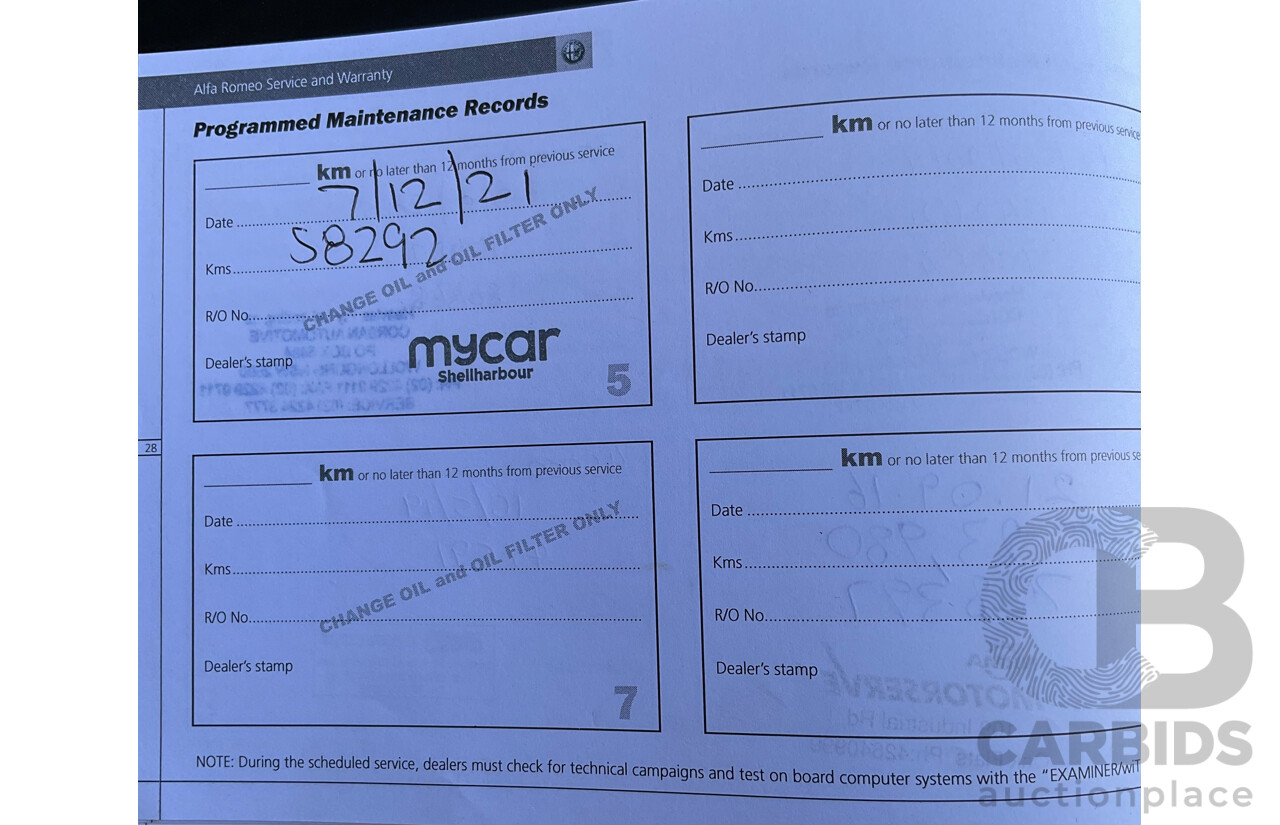 Alfa Romeo Service and Warranty
Programmed Maintenance Records
km or no later than 12 months from previous service
Date 7/12/21
Kms 58292
R/O No.
CHANGE OIL and OIL FILTER ONLY
Dealer's stamp
mycar
Shellharbour
5
km or no later than 12 months from previous service
Date
Kms
R/O No.
Dealer's stamp
28
km or no later than 12 months from previous service
Date
Kms
R/O No.
CHANGE OIL and OIL FILTER ONLY
Dealer's stamp
7
km or no later than 12 months from previous se
Date
Kms
R/O No.
Dealer's stamp
NOTE: During the scheduled service, dealers must check for technical campaigns and test on board computer systems with the "EXAMINER/wiT
CB
CARBIDS
auctionplace